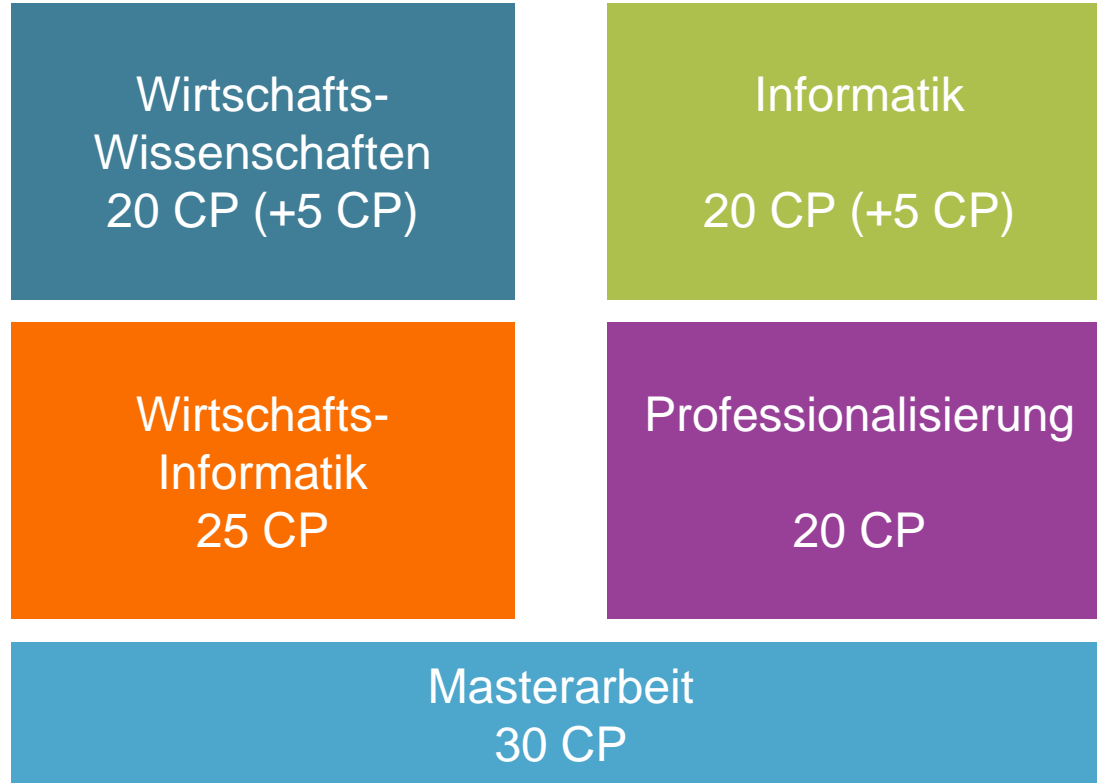 Wirtschafts-
Wissenschaften
20 CP (+5 CP)
Informatik
20 CP (+5 CP)
Wirtschafts-
Informatik
25 CP
Professionalisierung
20 CP
Masterarbeit
30 CP